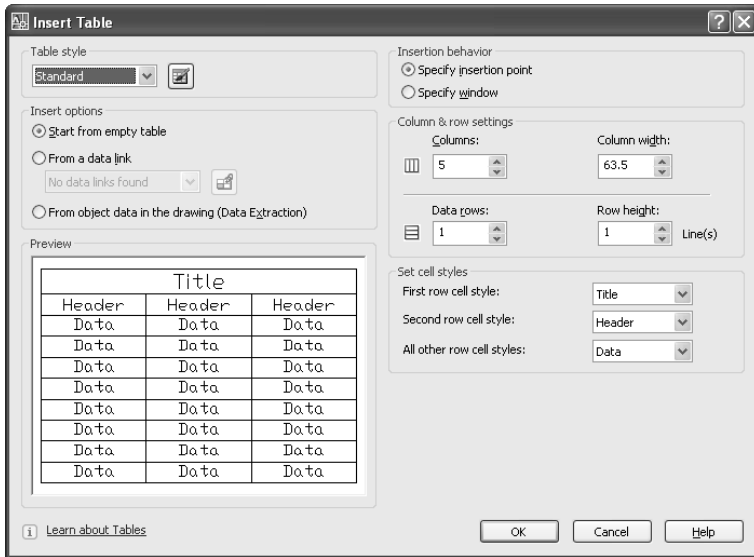 Insert Table
Table style
Standard
Insert options
Start from empty table
From a data link
No data links found
From object data in the drawing (Data Extraction)
Preview
Title
Header Header Header
Data Data Data
Data Data Data
Data Data Data
Data Data Data
Data Data Data
Data Data Data
Data Data Data
Data Data Data
Learn about Tables
Insertion behavior
Specify insertion point
Specify window
Column & row settings
Columns: Column width:
5 63.5
Data rows: Row height:
1 1 Line(s)
Set cell styles
First row cell style: Title
Second row cell style: Header
All other row cell styles: Data
OK Cancel Help